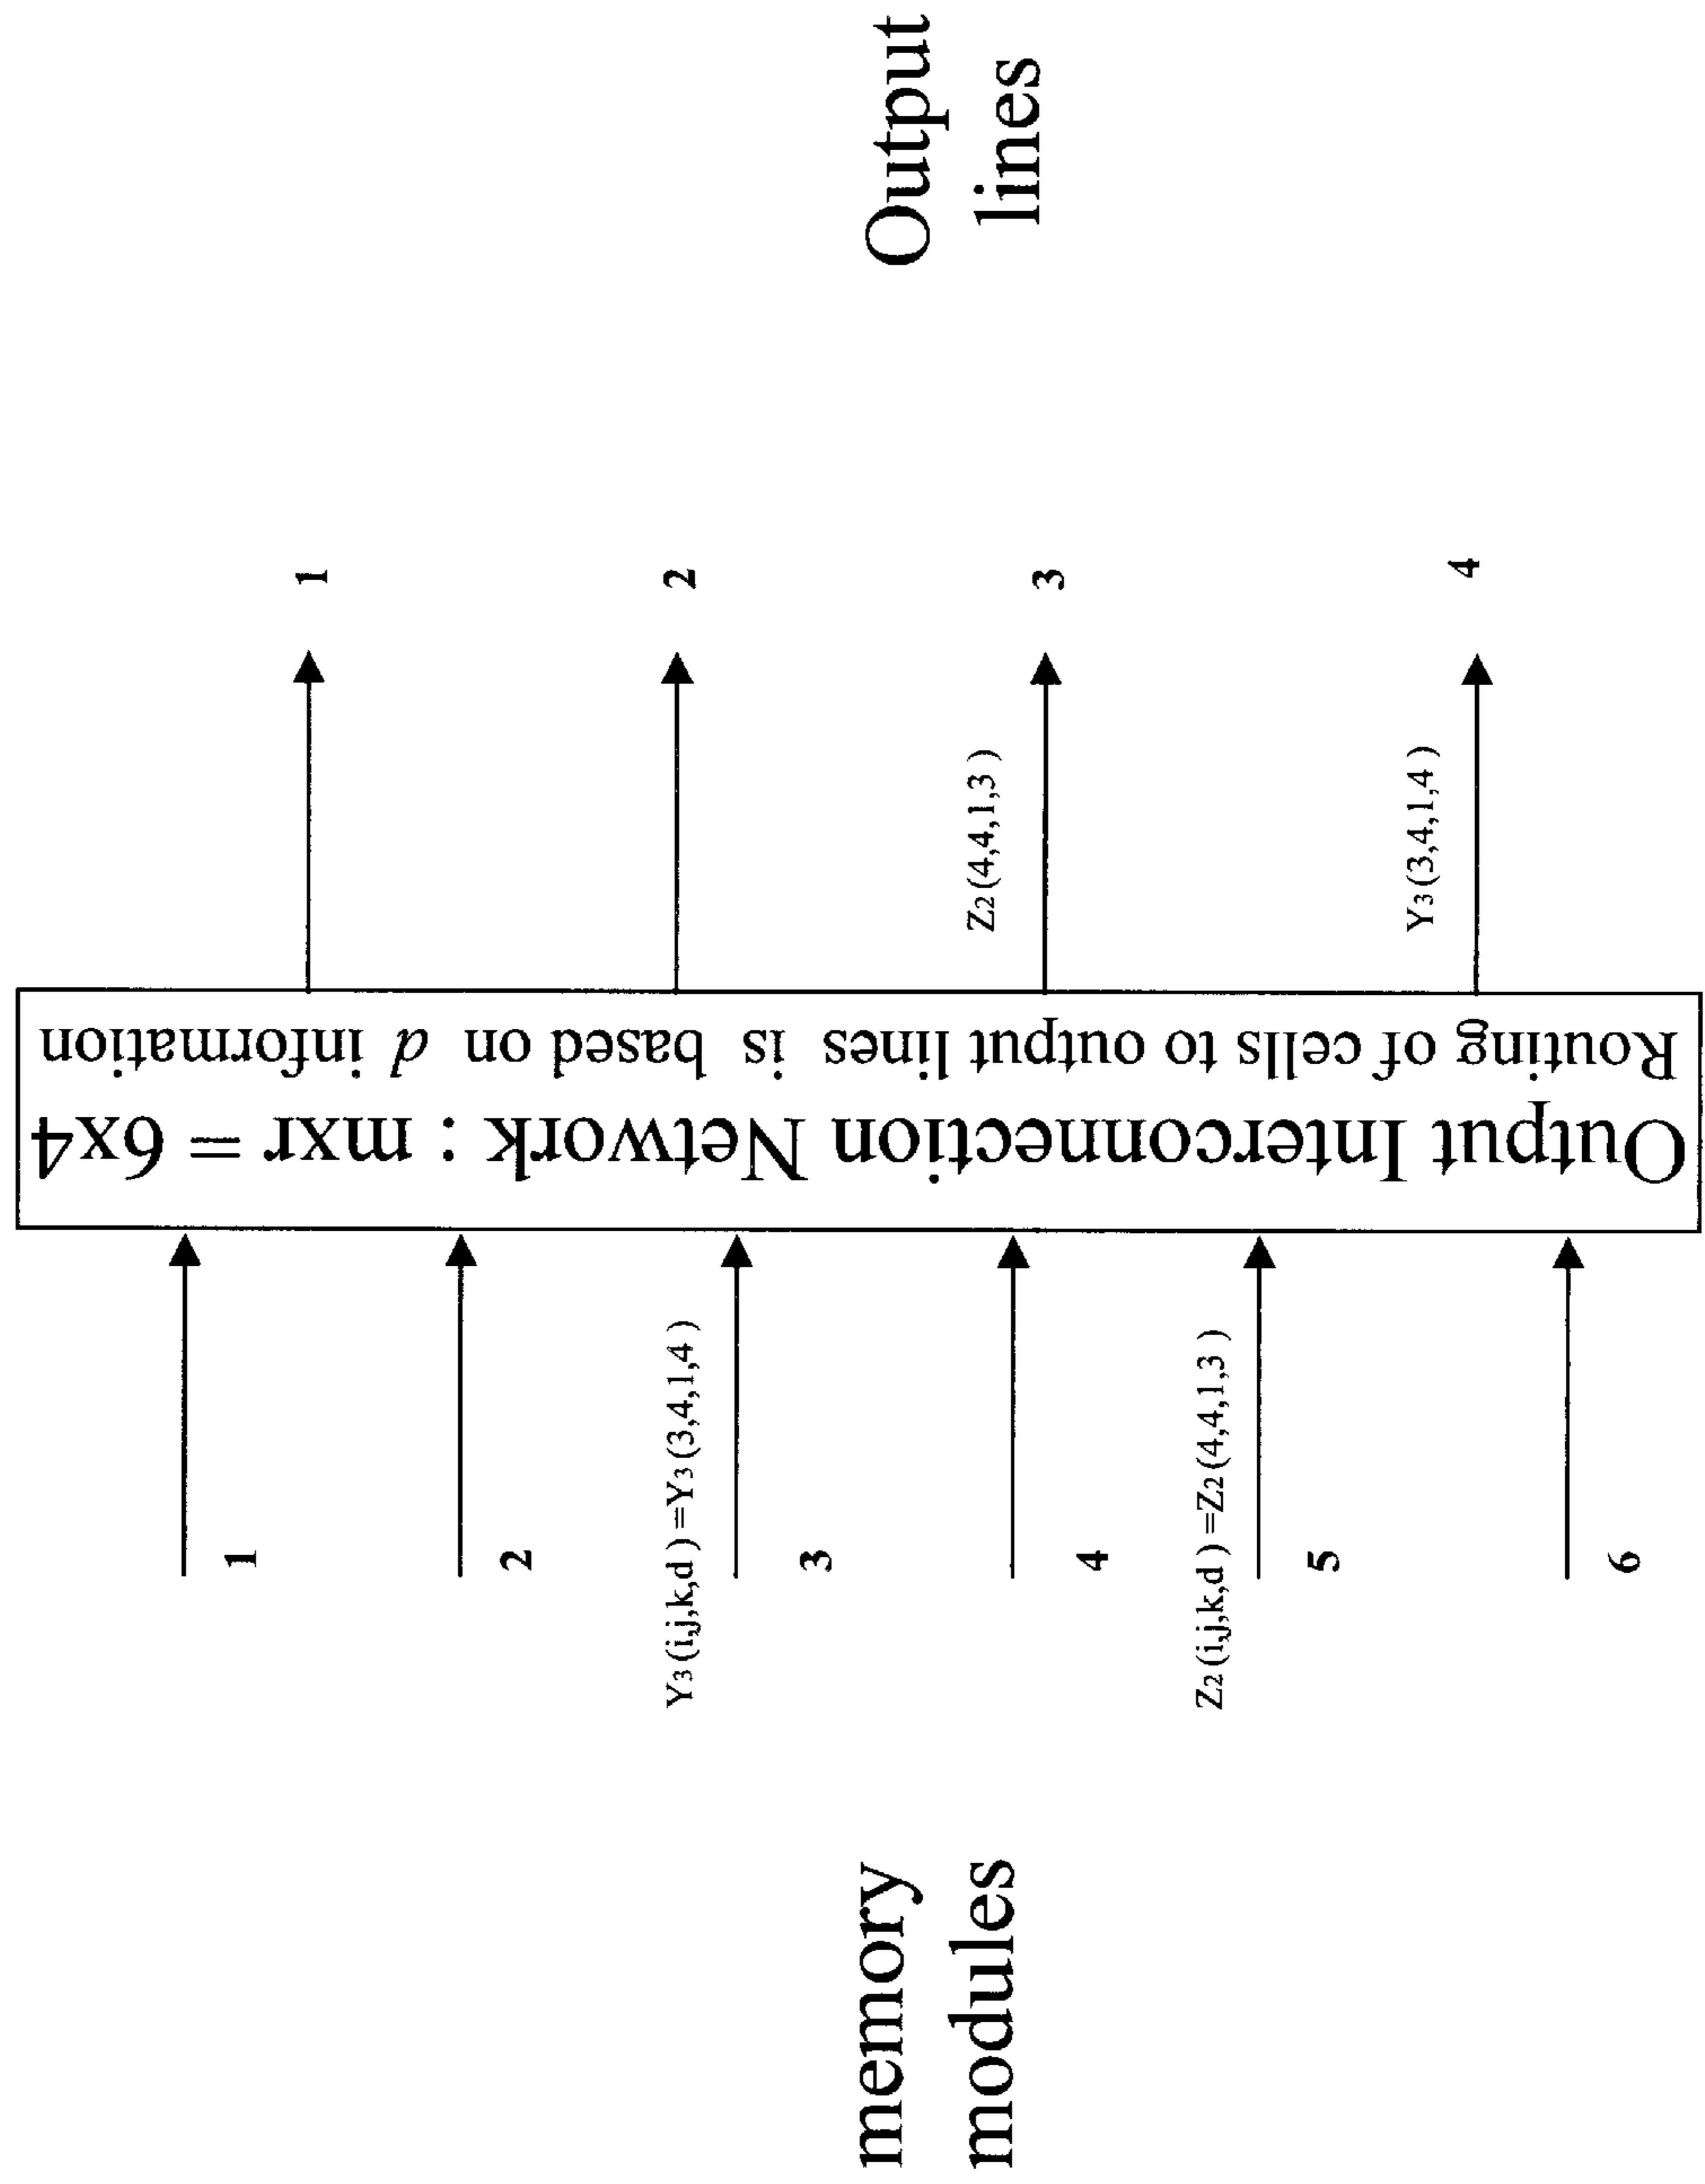 memory
modules
1
2
Y3(i,j,k,d)=Y3(3,4,1,4)
3
4
Z2(i,j,k,d)=Z2(4,4,1,3)
5
6
Output Interconnection Network : mxr = 6x4
Routing of cells to output lines is based on d information
1
2
Z2(4,4,1,3)
3
Y3(3,4,1,4)
4
Output
lines